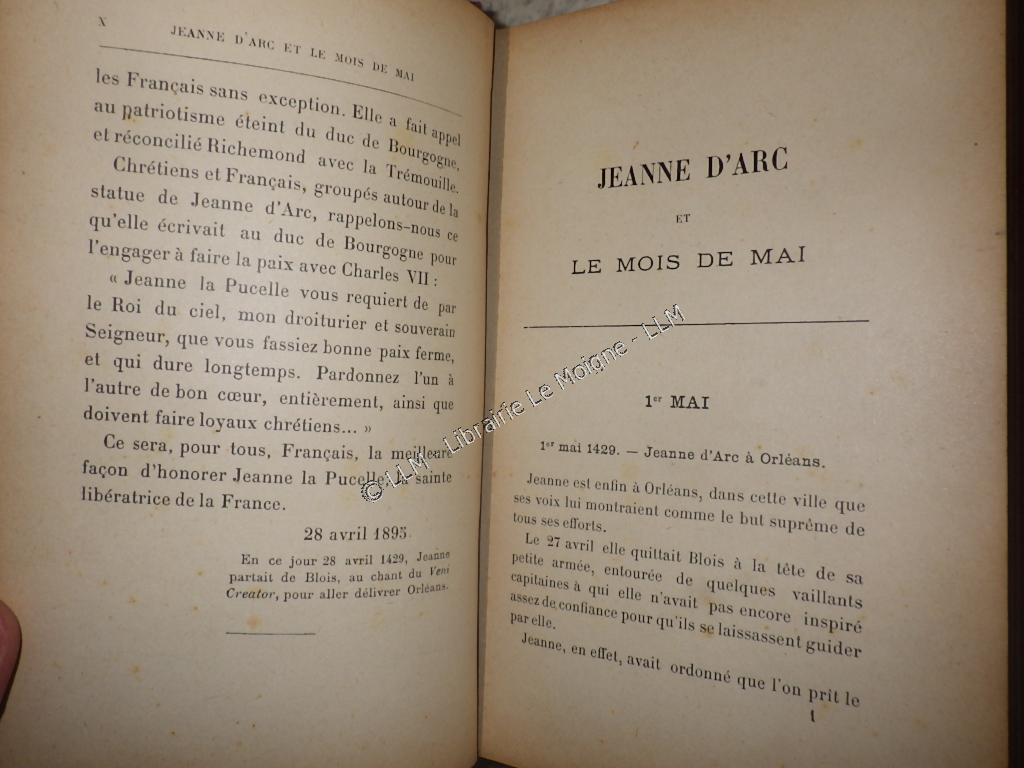 X
JEANNE D'ARC ET LE MOIS DE MAI
les Français sans exception. Elle a fait appel
au patriotisme éteint du duc de Bourgogne,
et réconcilié Richemond avec la Trémouille.
Chrétiens et Français, groupés autour de la
statue de Jeanne d'Arc, rappelons-nous ce
qu'elle écrivait au duc de Bourgogne pour
l'engager à faire la paix avec Charles VII :
« Jeanne la Pucelle vous requiert de par
le Roi du ciel, mon droiturier et souverain
Seigneur, que vous fassiez bonne paix ferme,
et qui dure longtemps. Pardonnez l'un à
l'autre de bon cœur, entièrement, ainsi que
doivent faire loyaux chrétiens... »
Ce sera, pour tous, Français, la meilleure
façon d'honorer Jeanne la Pucelle, la sainte
libératrice de la France.
28 avril 1895.
En ce jour 28 avril 1429, Jeanne
partait de Blois, au chant du Veni
Creator, pour aller délivrer Orléans.
JEANNE D'ARC
ET
LE MOIS DE MAI
1er MAI
1er mai 1429. — Jeanne d'Arc à Orléans.
Jeanne est enfin à Orléans, dans cette ville que
ses voix lui montraient comme le but suprême de
tous ses efforts.
Le 27 avril elle quittait Blois à la tête de sa
petite armée, entourée de quelques vaillants
capitaines à qui elle n'avait pas encore inspiré
assez de confiance pour qu'ils se laissassent guider
par elle.
Jeanne, en effet, avait ordonné que l'on prît le
1
© LLM - Librairie Le Moigne - LLM